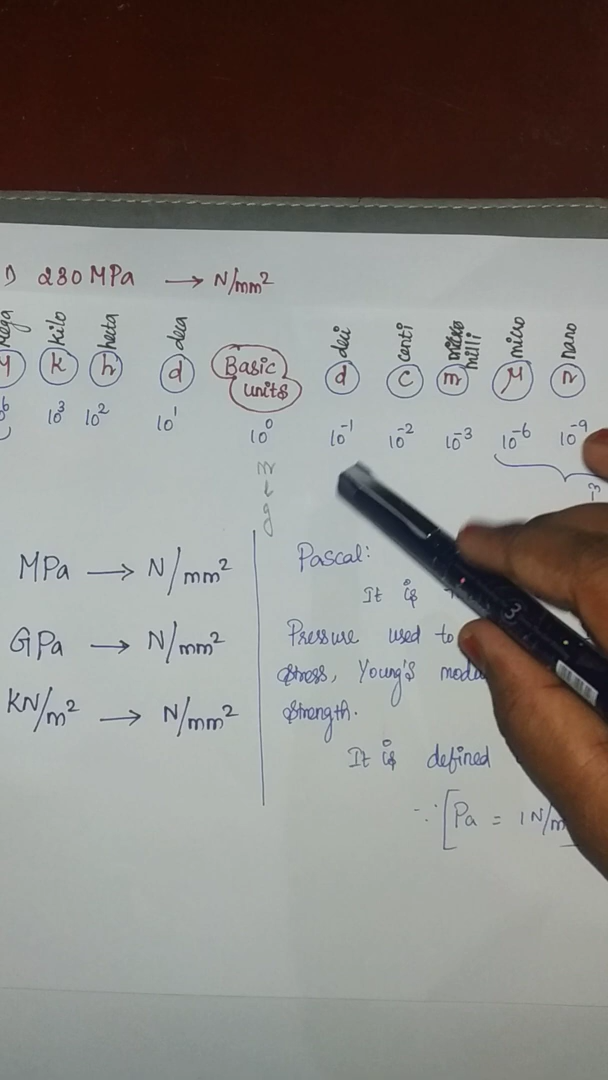 1) 280 MPa → N/mm²
kilo hecta deca deci centi milli micro nano
k h d Basic units d c m μ n
10³ 10² 10¹ 10⁰ 10⁻¹ 10⁻² 10⁻³ 10⁻⁶ 10⁻⁹
m
g
MPa → N/mm²
GPa → N/mm²
KN/m² → N/mm²
Pascal:
It is
Pressure used to
stress, Young's
strength.
It is defined
∵ [Pa = 1N/m
3